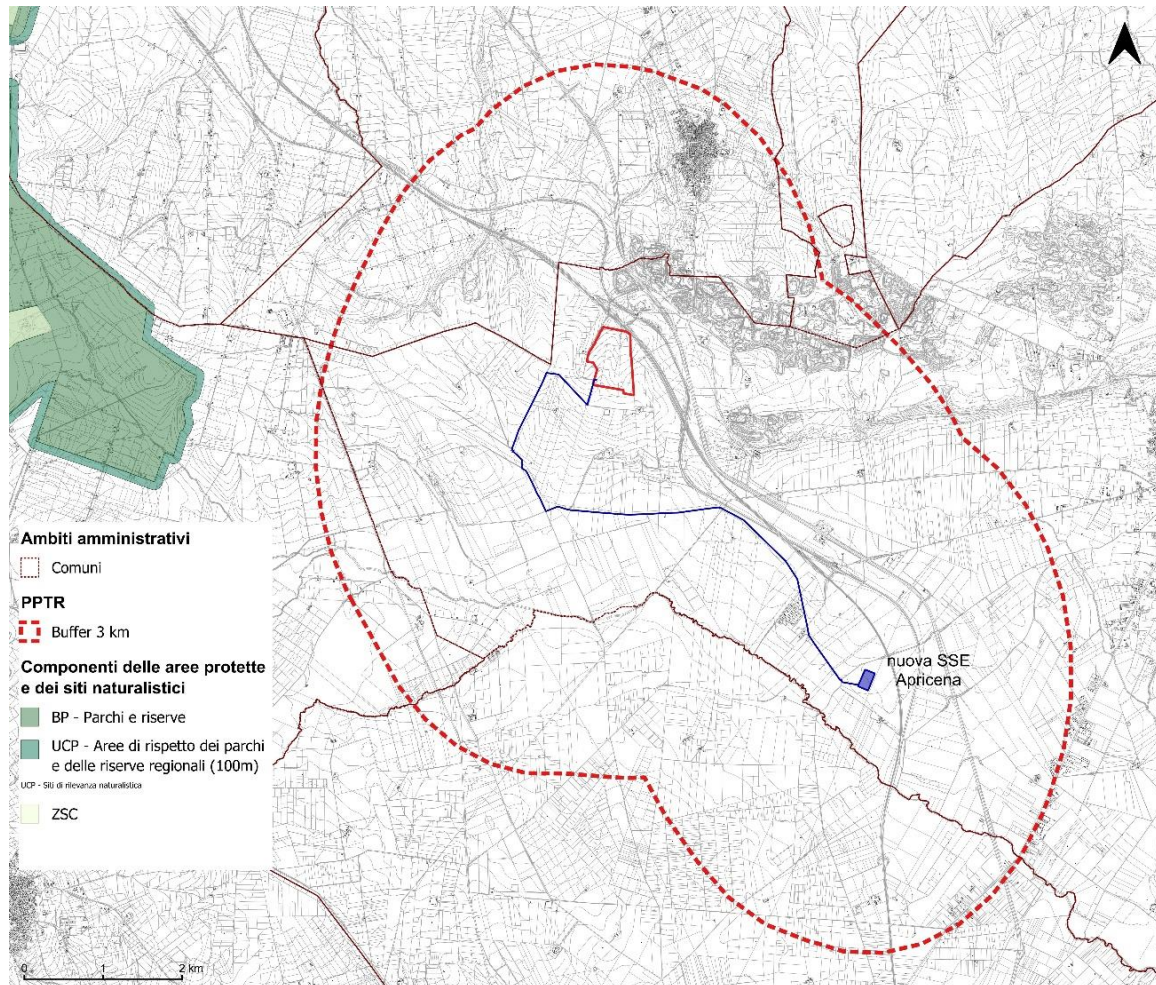 nuova SSE
Apricena
Ambiti amministrativi
Comuni
PPTR
Buffer 3 km
Componenti delle aree protette
e dei siti naturalistici
BP - Parchi e riserve
UCP - Aree di rispetto dei parchi
e delle riserve regionali (100m)
UCP - Siti di rilevanza naturalistica
ZSC
0 1 2 km